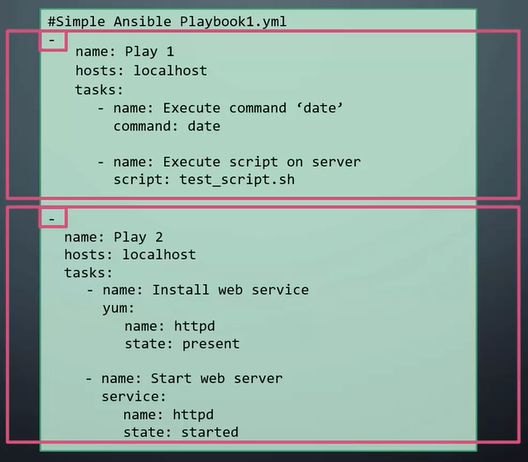 #Simple Ansible Playbook1.yml
-
name: Play 1
hosts: localhost
tasks:
- name: Execute command ‘date’
command: date
- name: Execute script on server
script: test_script.sh
-
name: Play 2
hosts: localhost
tasks:
- name: Install web service
yum:
name: httpd
state: present
- name: Start web server
service:
name: httpd
state: started